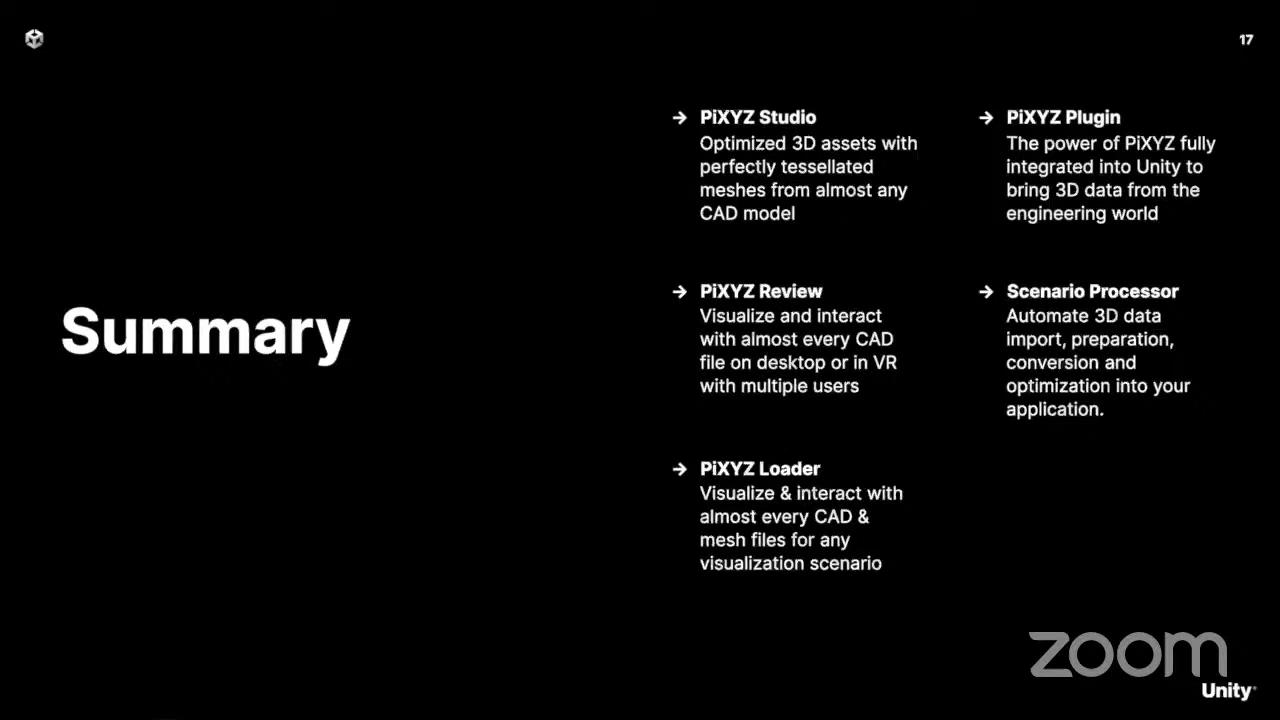 17
Summary
→ PiXYZ Studio
Optimized 3D assets with
perfectly tessellated
meshes from almost any
CAD model
→ PiXYZ Plugin
The power of PiXYZ fully
integrated into Unity to
bring 3D data from the
engineering world
→ PiXYZ Review
Visualize and interact
with almost every CAD
file on desktop or in VR
with multiple users
→ Scenario Processor
Automate 3D data
import, preparation,
conversion and
optimization into your
application.
→ PiXYZ Loader
Visualize & interact with
almost every CAD &
mesh files for any
visualization scenario
zoom
Unity